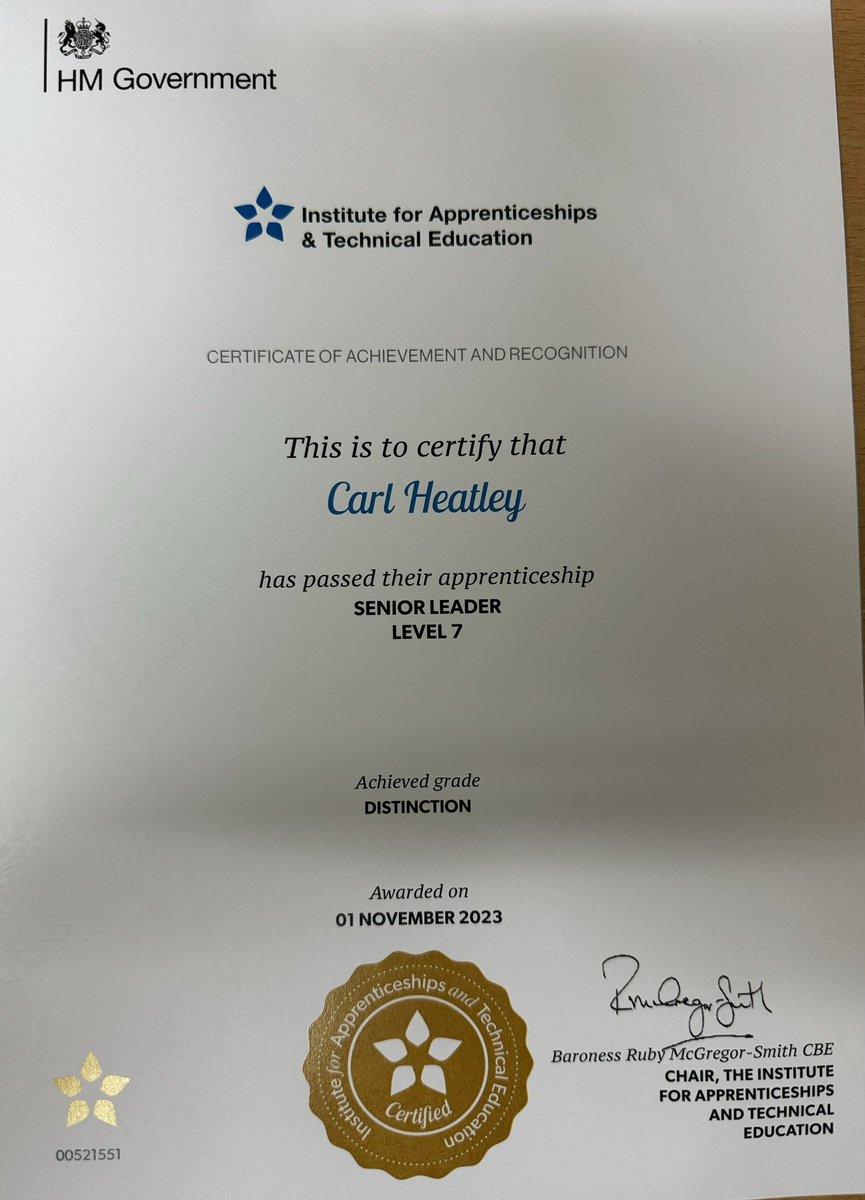 HM Government
Institute for Apprenticeships
& Technical Education
CERTIFICATE OF ACHIEVEMENT AND RECOGNITION
This is to certify that
Carl Heatley
has passed their apprenticeship
SENIOR LEADER
LEVEL 7
Achieved grade
DISTINCTION
Awarded on
01 NOVEMBER 2023
Institute for Apprenticeships and Technical Education
Certified
R McGregor-Smith
Baroness Ruby McGregor-Smith CBE
CHAIR, THE INSTITUTE
FOR APPRENTICESHIPS
AND TECHNICAL
EDUCATION
00521551